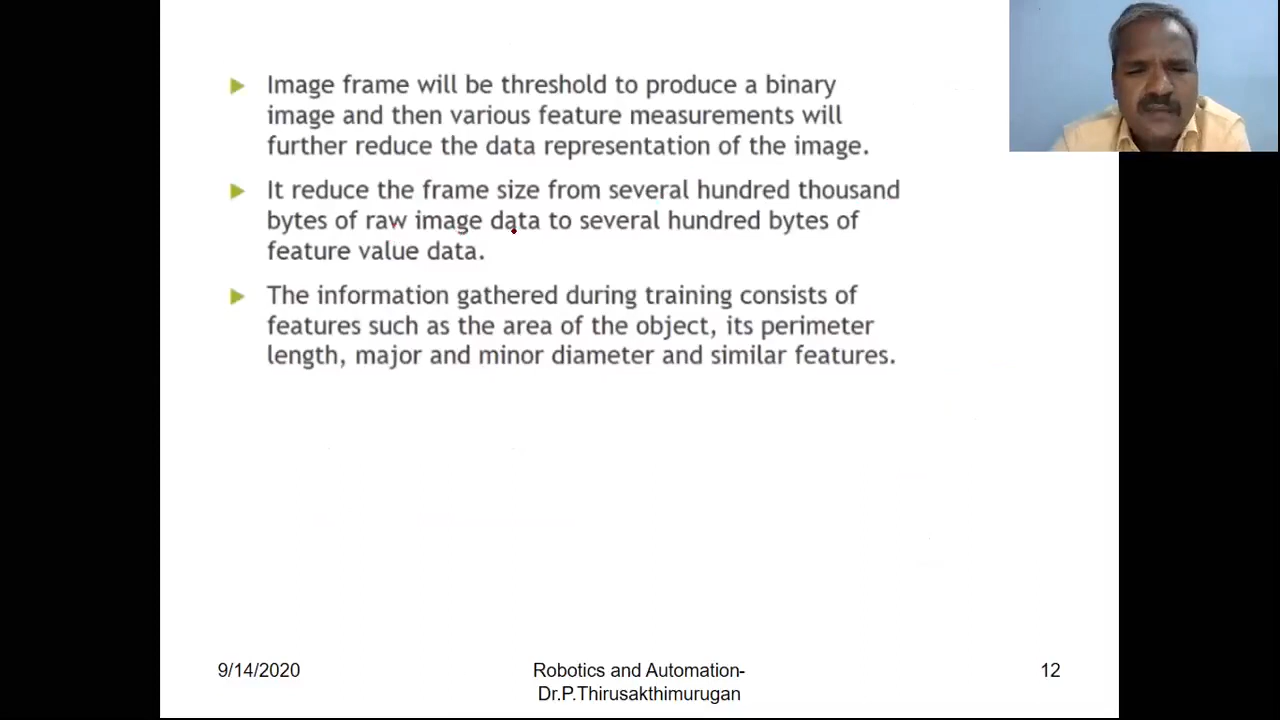 Image frame will be threshold to produce a binary
image and then various feature measurements will
further reduce the data representation of the image.
It reduce the frame size from several hundred thousand
bytes of raw image data to several hundred bytes of
feature value data.
The information gathered during training consists of
features such as the area of the object, its perimeter
length, major and minor diameter and similar features.
9/14/2020
Robotics and Automation-
Dr.P.Thirusakthimurugan
12